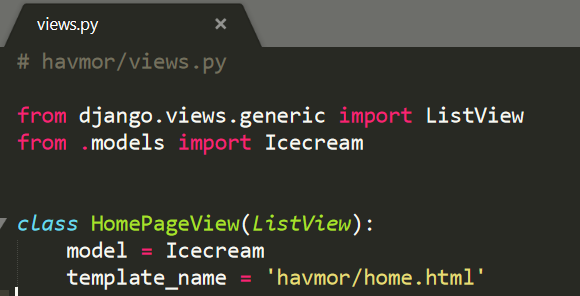 views.py ×
# havmor/views.py
from django.views.generic import ListView
from .models import Icecream
class HomePageView(ListView):
model = Icecream
template_name = 'havmor/home.html'